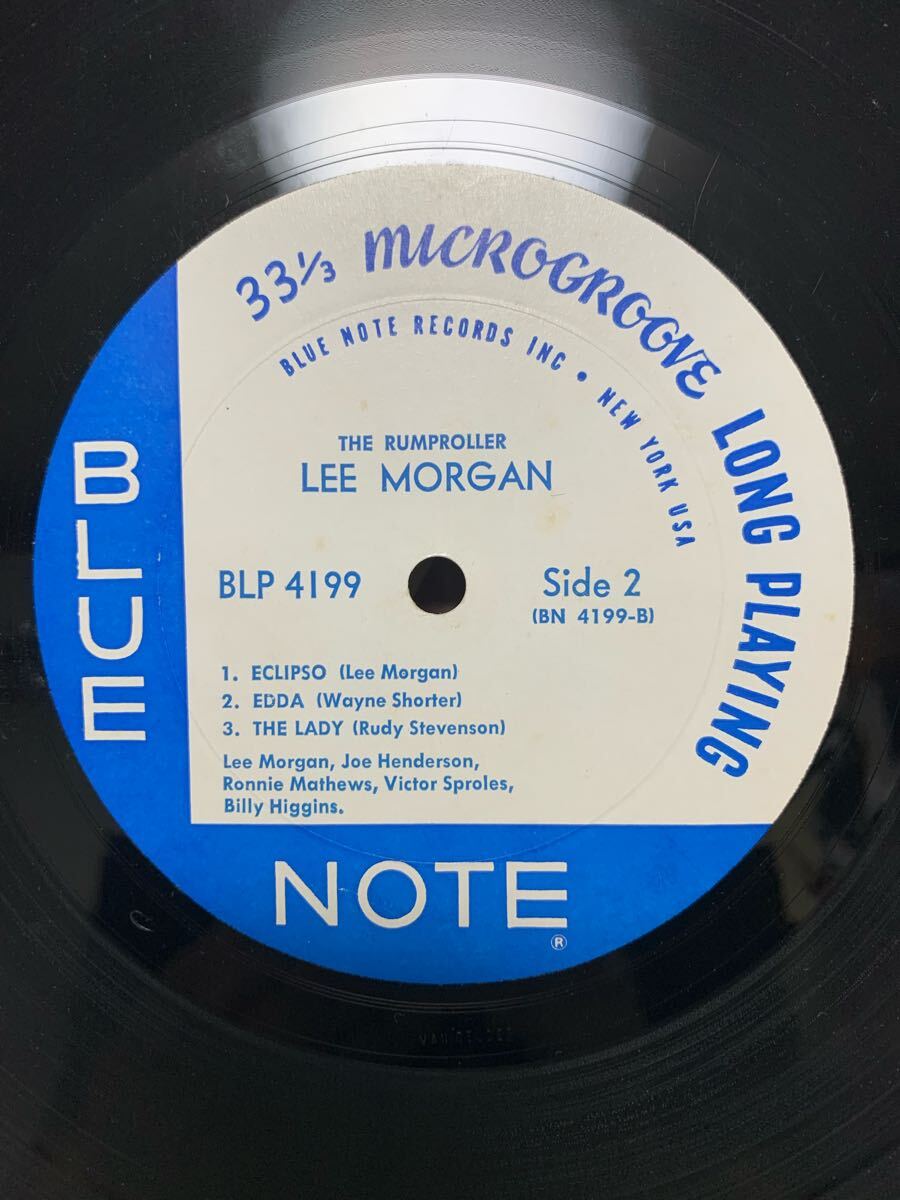 33⅓ MICROGROOVE LONG PLAYING
BLUE NOTE RECORDS INC • NEW YORK USA
THE RUMPROLLER
LEE MORGAN
BLP 4199
Side 2
(BN 4199-B)
1. ECLIPSO (Lee Morgan)
2. EDDA (Wayne Shorter)
3. THE LADY (Rudy Stevenson)
Lee Morgan, Joe Henderson,
Ronnie Mathews, Victor Sproles,
Billy Higgins.
BLUE
NOTE
®
VAN GELDER